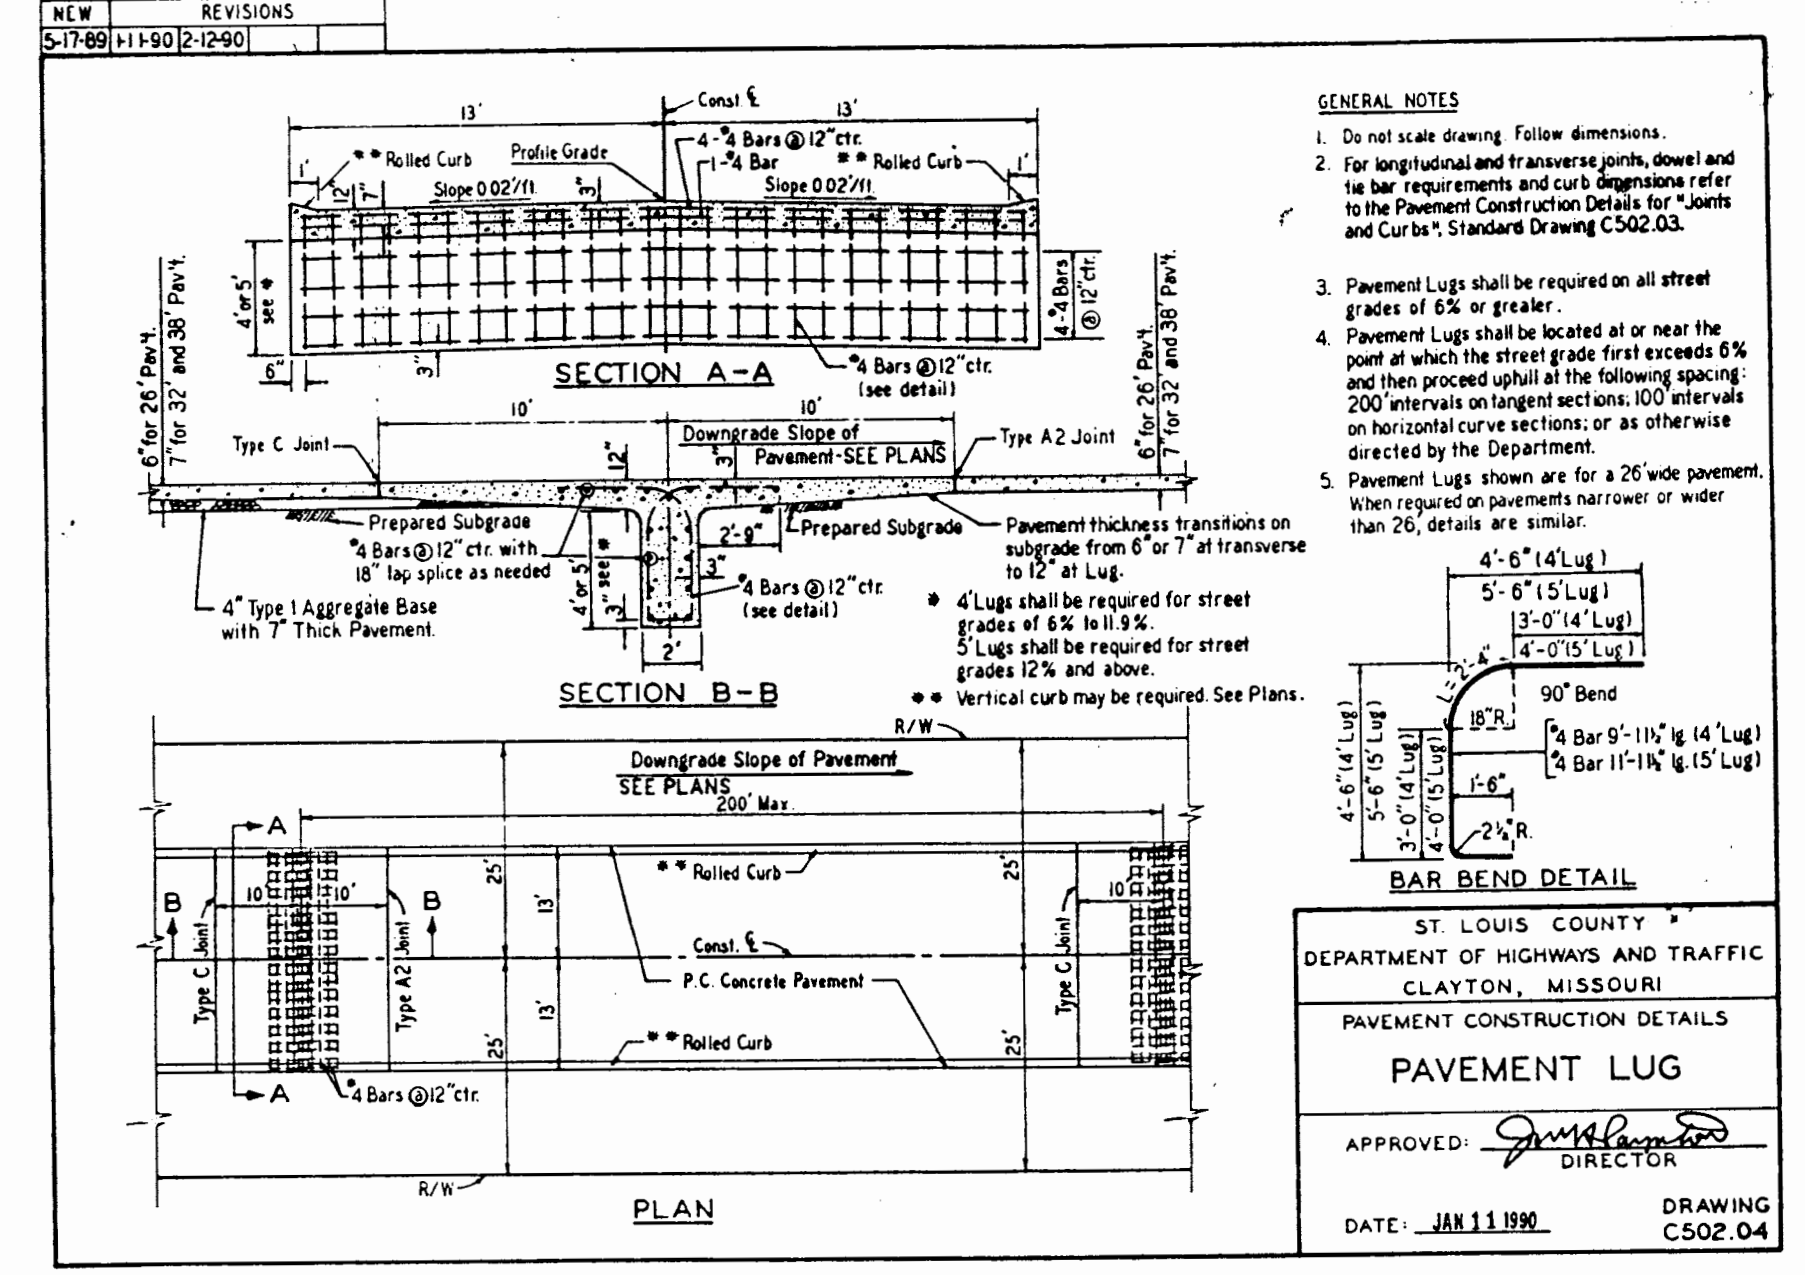 NEW REVISIONS
5-17-89 1-11-90 2-12-90
13' Const. ℄ 13'
4-#4 Bars @ 12" ctr.
1-#4 Bar
** Rolled Curb
Profile Grade
** Rolled Curb
1'
12"
7"
Slope 0.02'/ft.
3"
Slope 0.02'/ft.
1'
4' or 5'
see *
4-#4 Bars
@ 12" ctr.
6"
3"
SECTION A-A
#4 Bars @ 12" ctr.
(see detail)
6" for 26' Pav't.
7" for 32' and 38' Pav't.
6" for 26' Pav't.
7" for 32' and 38' Pav't.
10' 10'
Type C Joint
12"
Downgrade Slope of
Pavement-SEE PLANS
3"
Type A2 Joint
Prepared Subgrade
#4 Bars @ 12" ctr. with
18" lap splice as needed
4" Type 1 Aggregate Base
with 7" Thick Pavement.
4' or 5'
see *
3"
2'-9"
3"
Prepared Subgrade
#4 Bars @ 12" ctr.
(see detail)
Pavement thickness transitions on
subgrade from 6" or 7" at transverse
to 12" at Lug.
2'
SECTION B-B
* 4' Lugs shall be required for street
grades of 6% to 11.9%.
5' Lugs shall be required for street
grades 12% and above.
** Vertical curb may be required. See Plans.
R/W
Downgrade Slope of Pavement
SEE PLANS
200' Max.
A
B
10' 10'
B
Type C Joint
Type A2 Joint
25'
13'
** Rolled Curb
Const. ℄
P.C. Concrete Pavement
13'
25'
** Rolled Curb
25'
25'
Type C Joint
10'
A
#4 Bars @ 12" ctr.
R/W
PLAN
GENERAL NOTES
1. Do not scale drawing. Follow dimensions.
2. For longitudinal and transverse joints, dowel and
tie bar requirements and curb dimensions refer
to the Pavement Construction Details for "Joints
and Curbs", Standard Drawing C502.03.
3. Pavement Lugs shall be required on all street
grades of 6% or greater.
4. Pavement Lugs shall be located at or near the
point at which the street grade first exceeds 6%
and then proceed uphill at the following spacing:
200' intervals on tangent sections; 100' intervals
on horizontal curve sections; or as otherwise
directed by the Department.
5. Pavement Lugs shown are for a 26' wide pavement.
When required on pavements narrower or wider
than 26', details are similar.
4'-6" (4' Lug)
5'-6" (5' Lug)
3'-0" (4' Lug)
4'-0" (5' Lug)
L=2'-4"
18" R.
90° Bend
#4 Bar 9'-11½" lg. (4' Lug)
#4 Bar 11'-11½" lg. (5' Lug)
4'-6" (4' Lug)
5'-6" (5' Lug)
3'-0" (4' Lug)
4'-0" (5' Lug)
1'-6"
2½" R.
BAR BEND DETAIL
ST. LOUIS COUNTY
DEPARTMENT OF HIGHWAYS AND TRAFFIC
CLAYTON, MISSOURI
PAVEMENT CONSTRUCTION DETAILS
PAVEMENT LUG
APPROVED:
DIRECTOR
DATE: JAN 11 1990
DRAWING
C502.04